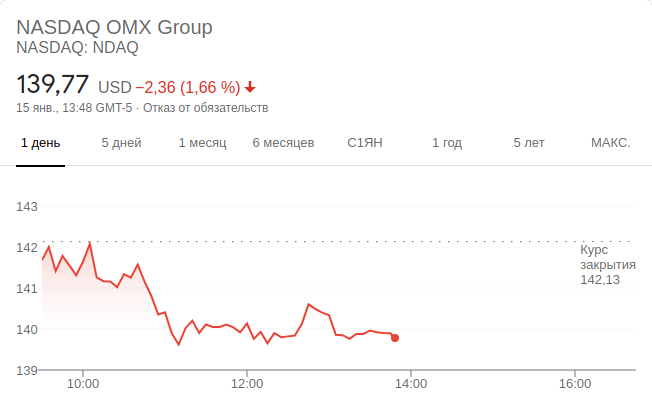 NASDAQ OMX Group
NASDAQ: NDAQ
139,77 USD −2,36 (1,66 %)
15 янв., 13:48 GMT-5 · Отказ от обязательств
1 день 5 дней 1 месяц 6 месяцев С1ЯН 1 год 5 лет МАКС.
143
142
Курс
закрытия
142,13
141
140
139
10:00 12:00 14:00 16:00